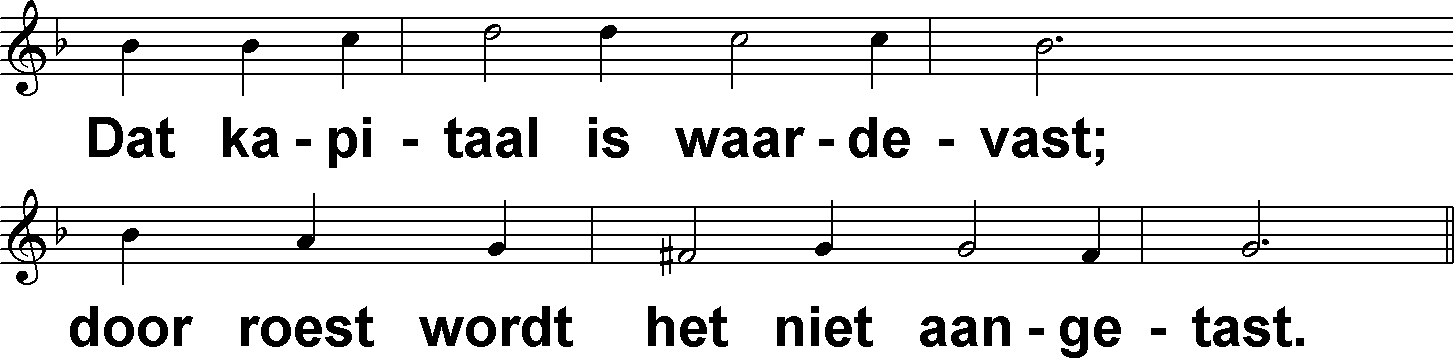 Dat ka - pi - taal is waar - de - vast;
door roest wordt het niet aan - ge - tast.